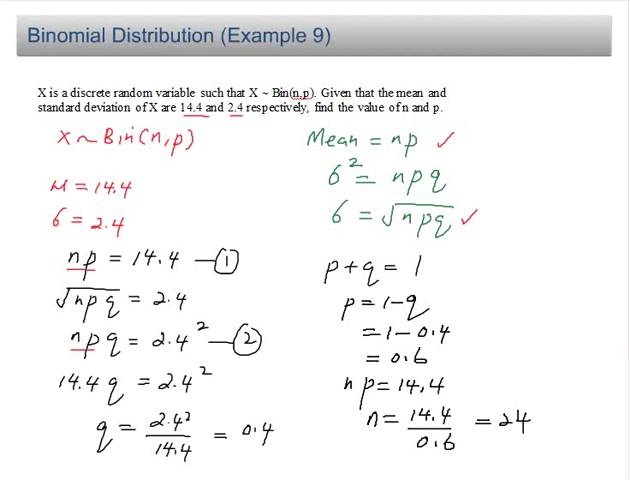 Binomial Distribution (Example 9)
X is a discrete random variable such that X ~ Bin(n,p). Given that the mean and
standard deviation of X are 14.4 and 2.4 respectively, find the value of n and p.
X ~ Bin(n,p)
μ = 14.4
σ = 2.4
np = 14.4 — ①
√npq = 2.4
npq = 2.4² — ②
14.4q = 2.4²
q = 2.4²/14.4 = 0.4
Mean = np ✓
σ² = npq
σ = √npq ✓
p + q = 1
p = 1 - q
= 1 - 0.4
= 0.6
np = 14.4
n = 14.4/0.6 = 24